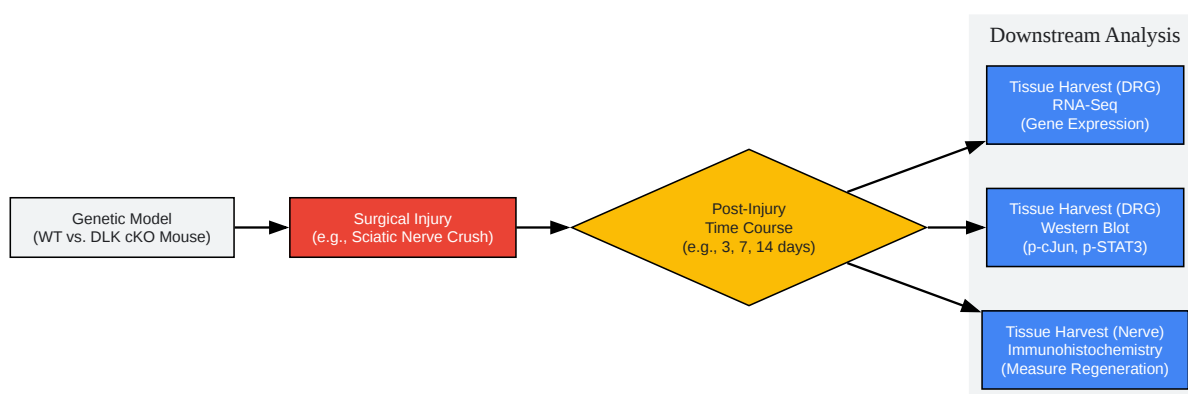 Genetic Model
(WT vs. DLK cKO Mouse)
Surgical Injury
(e.g., Sciatic Nerve Crush)
Post-Injury
Time Course
(e.g., 3, 7, 14 days)
Downstream Analysis
Tissue Harvest (DRG)
RNA-Seq
(Gene Expression)
Tissue Harvest (DRG)
Western Blot
(p-cJun, p-STAT3)
Tissue Harvest (Nerve)
Immunohistochemistry
(Measure Regeneration)